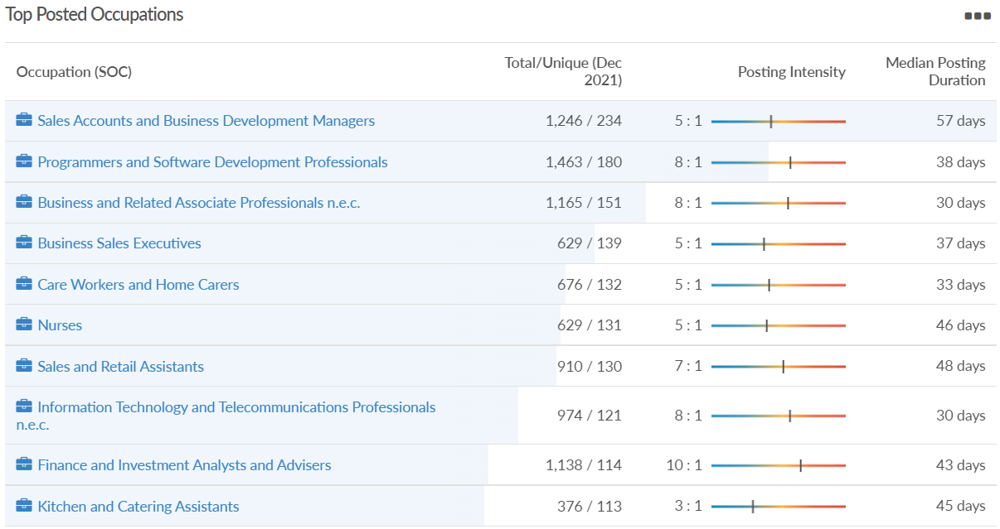 Top Posted Occupations
Occupation (SOC)
Total/Unique (Dec
2021)
Posting Intensity
Median Posting
Duration
Sales Accounts and Business Development Managers 1,246 / 234 5 : 1 57 days
Programmers and Software Development Professionals 1,463 / 180 8 : 1 38 days
Business and Related Associate Professionals n.e.c. 1,165 / 151 8 : 1 30 days
Business Sales Executives 629 / 139 5 : 1 37 days
Care Workers and Home Carers 676 / 132 5 : 1 33 days
Nurses 629 / 131 5 : 1 46 days
Sales and Retail Assistants 910 / 130 7 : 1 48 days
Information Technology and Telecommunications Professionals
n.e.c.
974 / 121 8 : 1 30 days
Finance and Investment Analysts and Advisers 1,138 / 114 10 : 1 43 days
Kitchen and Catering Assistants 376 / 113 3 : 1 45 days